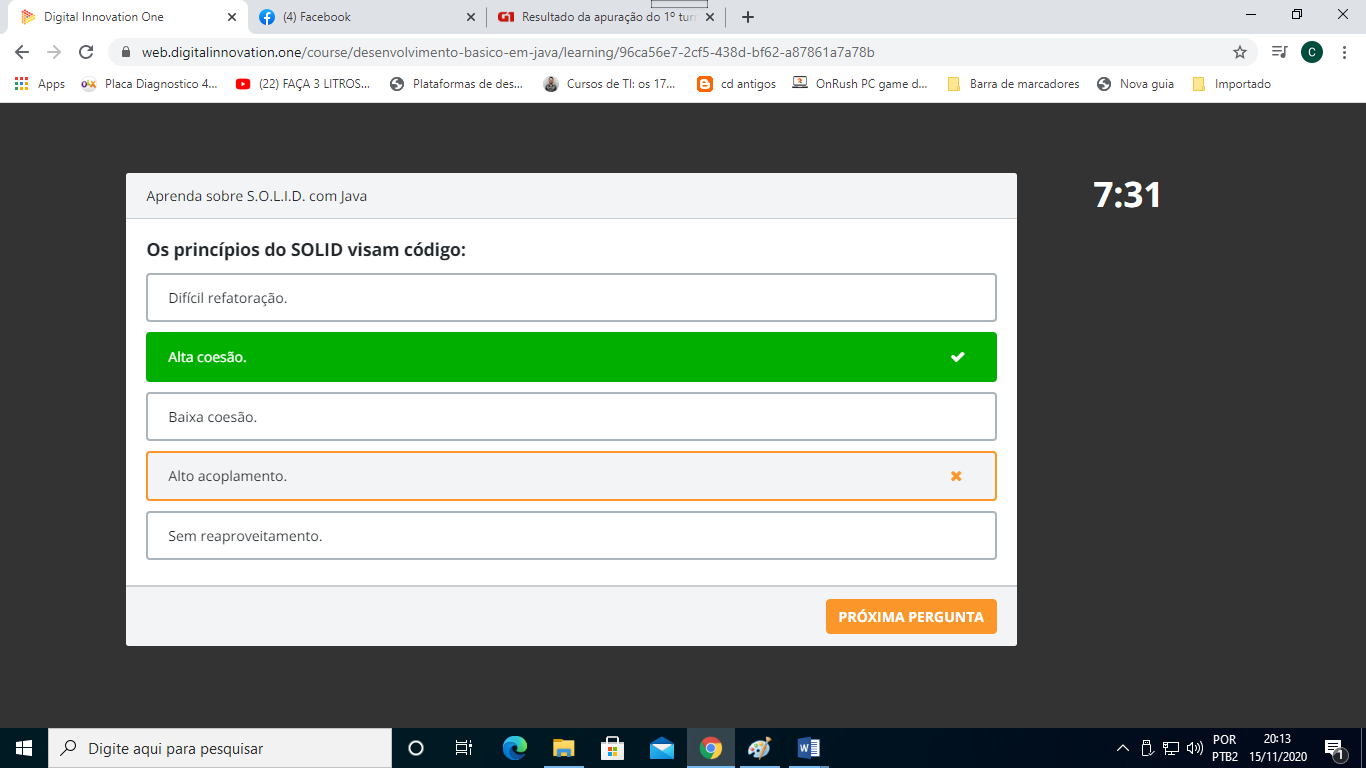 Digital Innovation One
(4) Facebook
G1 Resultado da apuração do 1º tur
web.digitalinnovation.one/course/desenvolvimento-basico-em-java/learning/96ca56e7-2cf5-438d-bf62-a87861a7a78b
C
Apps
OLX Placa Diagnostico 4...
(22) FAÇA 3 LITROS...
Plataformas de des...
Cursos de TI: os 17...
cd antigos
OnRush PC game d...
Barra de marcadores
Nova guia
Importado
Aprenda sobre S.O.L.I.D. com Java
7:31
Os princípios do SOLID visam código:
Difícil refatoração.
Alta coesão.
Baixa coesão.
Alto acoplamento.
Sem reaproveitamento.
PRÓXIMA PERGUNTA
Digite aqui para pesquisar
POR
PTB2
20:13
15/11/2020
1